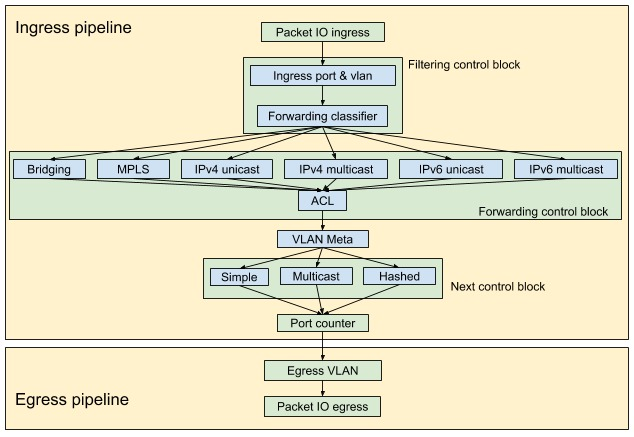 Ingress pipeline
Packet IO ingress
Filtering control block
Ingress port & vlan
Forwarding classifier
Bridging
MPLS
IPv4 unicast
IPv4 multicast
IPv6 unicast
IPv6 multicast
ACL
Forwarding control block
VLAN Meta
Simple
Multicast
Hashed
Next control block
Port counter
Egress VLAN
Egress pipeline
Packet IO egress